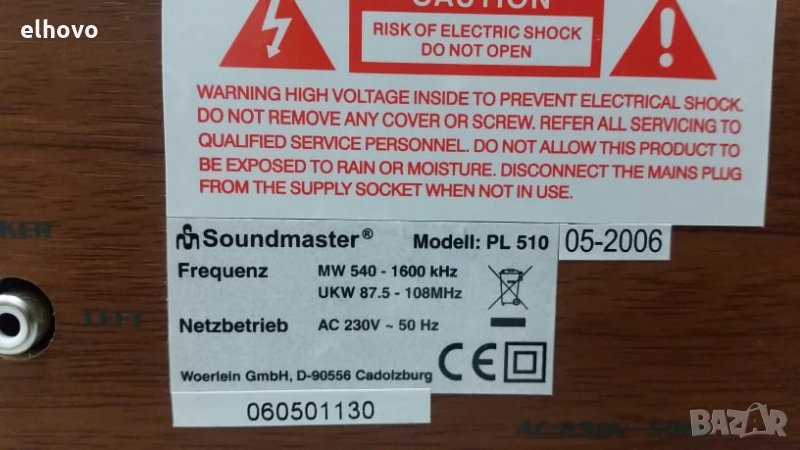 elhovo
CAUTION
RISK OF ELECTRIC SHOCK
DO NOT OPEN
WARNING HIGH VOLTAGE INSIDE TO PREVENT ELECTRICAL SHOCK.
DO NOT REMOVE ANY COVER OR SCREW. REFER ALL SERVICING TO
QUALIFIED SERVICE PERSONNEL. DO NOT ALLOW THIS PRODUCT TO
BE EXPOSED TO RAIN OR MOISTURE. DISCONNECT THE MAINS PLUG
FROM THE SUPPLY SOCKET WHEN NOT IN USE.
Soundmaster® Modell: PL 510 05-2006
Frequenz MW 540 - 1600 kHz
UKW 87.5 - 108MHz
Netzbetrieb AC 230V ~ 50 Hz
Woerlein GmbH, D-90556 Cadolzburg CE
060501130
KER
LEFT
AC:230V~50H
BAZAR